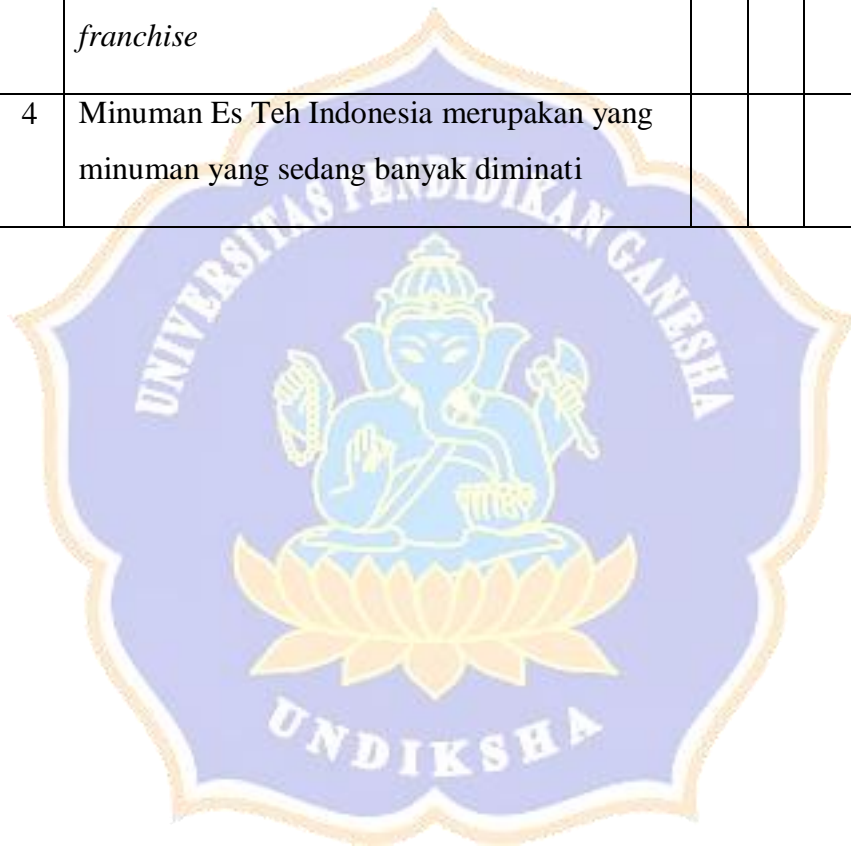 franchise
4 Minuman Es Teh Indonesia merupakan yang
minuman yang sedang banyak diminati
UNIVERSITAS PENDIDIKAN GANESHA
UNDIKSHA